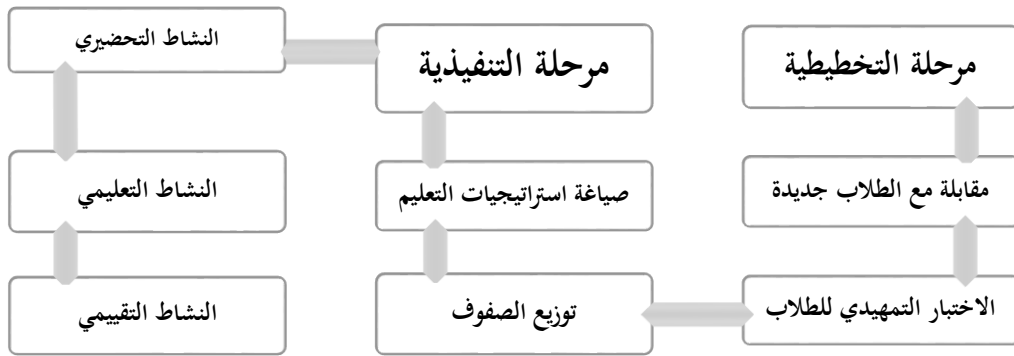 مرحلة التخطيطية
مقابلة مع الطلاب جديدة
الاختبار التمهيدي للطلاب
توزيع الصفوف
صياغة استراتيجيات التعليم
مرحلة التنفيذية
النشاط التحضيري
النشاط التعليمي
النشاط التقييمي